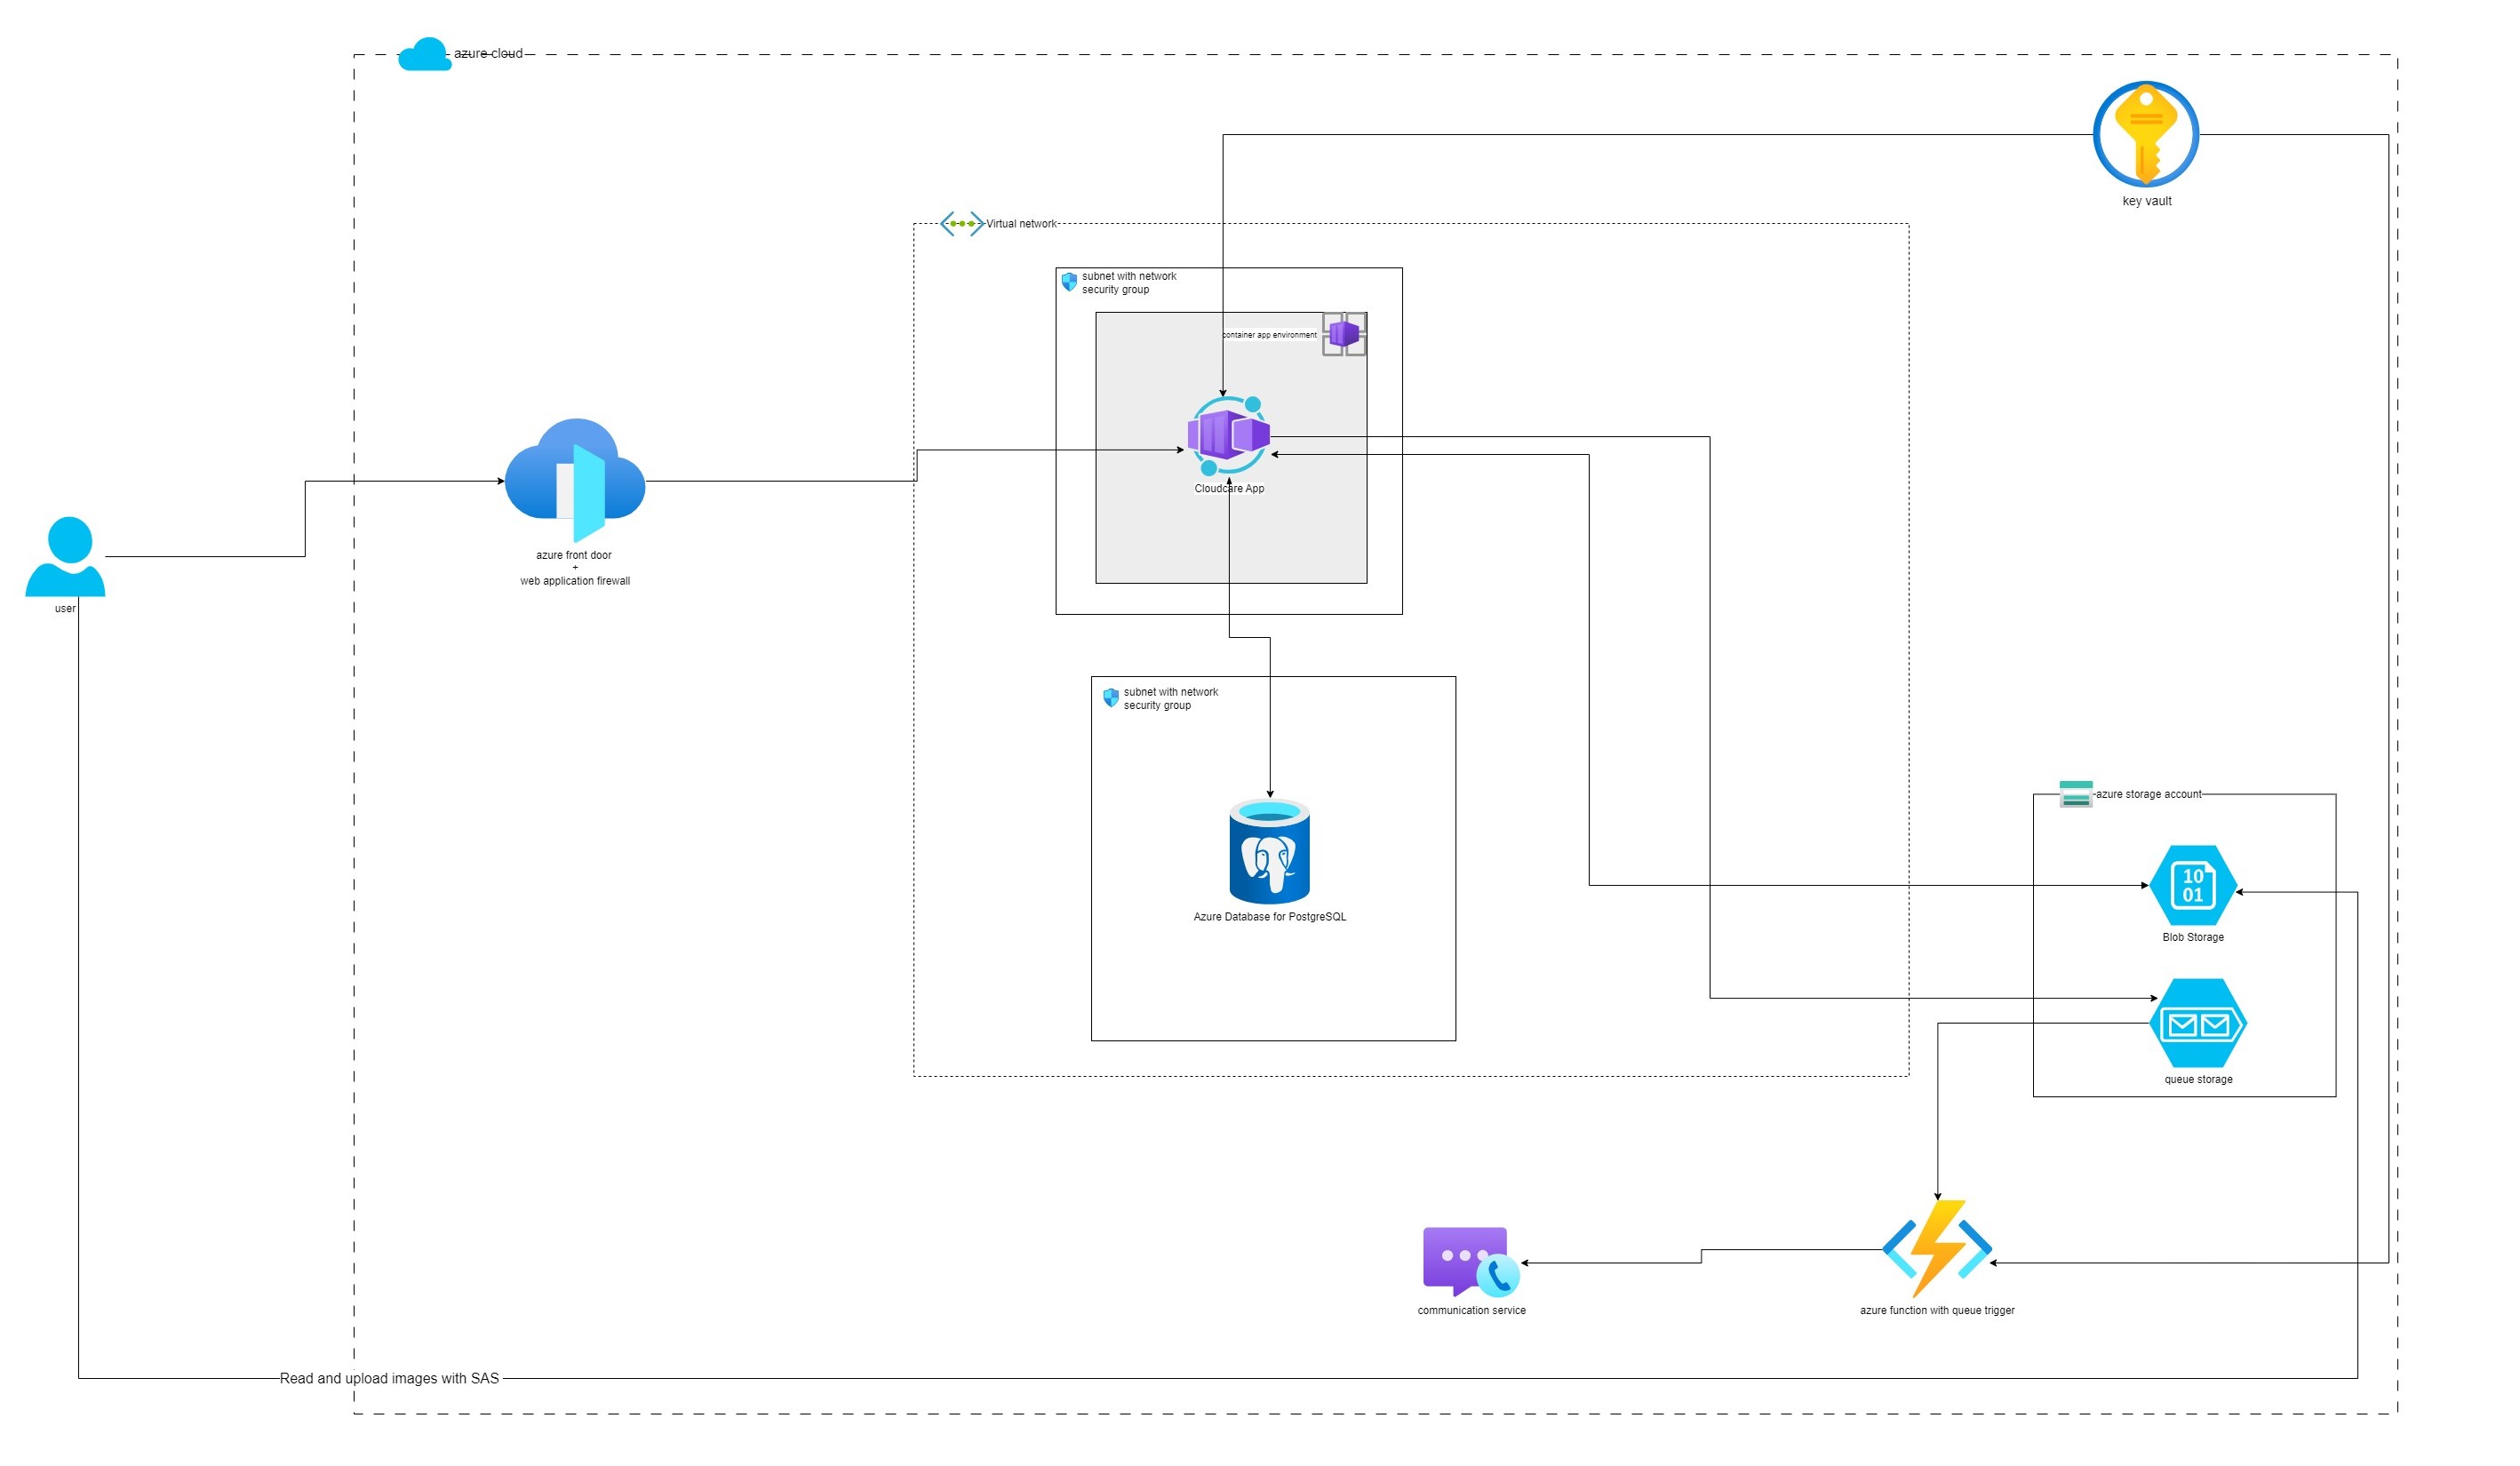 azure cloud
key vault
Virtual network
subnet with network
security group
container app environment
Cloudcare App
azure front door
+
web application firewall
user
subnet with network
security group
azure storage account
10
01
Azure Database for PostgreSQL
Blob Storage
queue storage
communication service
azure function with queue trigger
Read and upload images with SAS